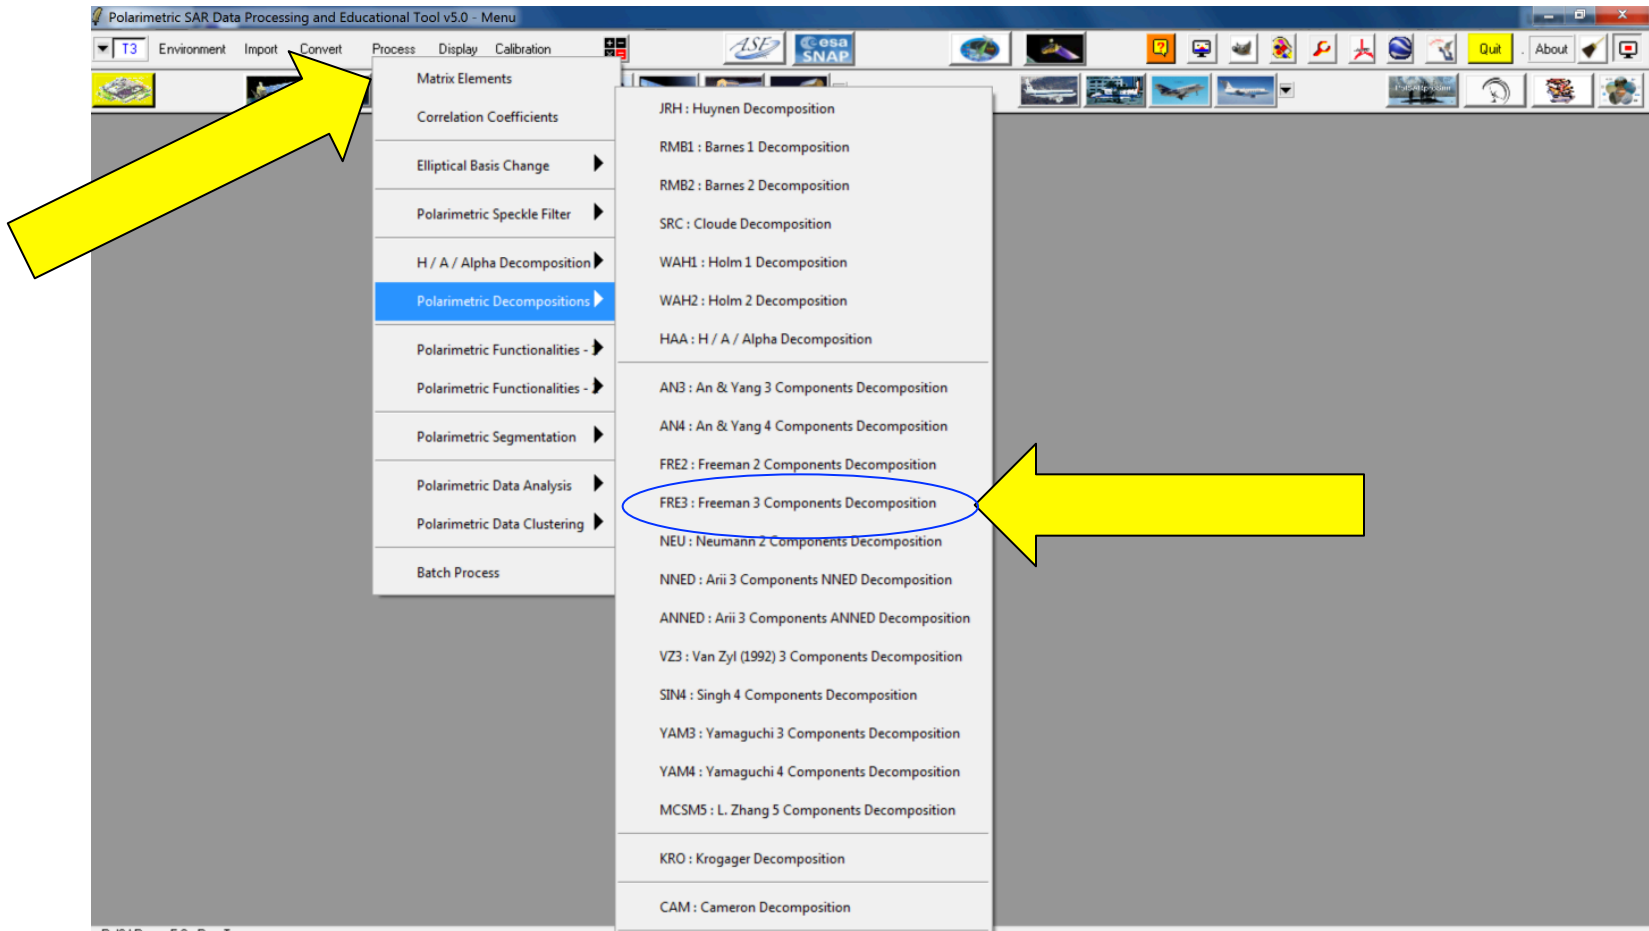 Polarimetric SAR Data Processing and Educational Tool v5.0 - Menu
T3 Environment Import Convert Process Display Calibration ASF esa SNAP Quit . About
Matrix Elements
Correlation Coefficients
Elliptical Basis Change
Polarimetric Speckle Filter
H / A / Alpha Decomposition
Polarimetric Decompositions
Polarimetric Functionalities -
Polarimetric Functionalities -
Polarimetric Segmentation
Polarimetric Data Analysis
Polarimetric Data Clustering
Batch Process
JRH : Huynen Decomposition
RMB1 : Barnes 1 Decomposition
RMB2 : Barnes 2 Decomposition
SRC : Cloude Decomposition
WAH1 : Holm 1 Decomposition
WAH2 : Holm 2 Decomposition
HAA : H / A / Alpha Decomposition
AN3 : An & Yang 3 Components Decomposition
AN4 : An & Yang 4 Components Decomposition
FRE2 : Freeman 2 Components Decomposition
FRE3 : Freeman 3 Components Decomposition
NEU : Neumann 2 Components Decomposition
NNED : Arii 3 Components NNED Decomposition
ANNED : Arii 3 Components ANNED Decomposition
VZ3 : Van Zyl (1992) 3 Components Decomposition
SIN4 : Singh 4 Components Decomposition
YAM3 : Yamaguchi 3 Components Decomposition
YAM4 : Yamaguchi 4 Components Decomposition
MCSM5 : L. Zhang 5 Components Decomposition
KRO : Krogager Decomposition
CAM : Cameron Decomposition